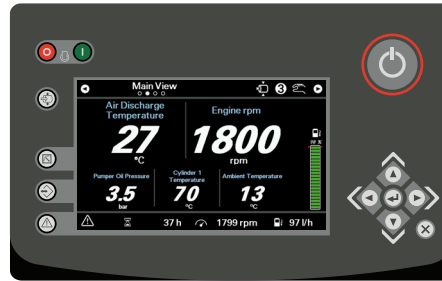 Main View
3
Air Discharge
Temperature
27
°C
Engine rpm
1800
rpm
Pumper Oil Pressure
3.5
bar
Cylinder 1
Temperature
70
°C
Ambient Temperature
13
°C
37 h
1799 rpm
97 l/h